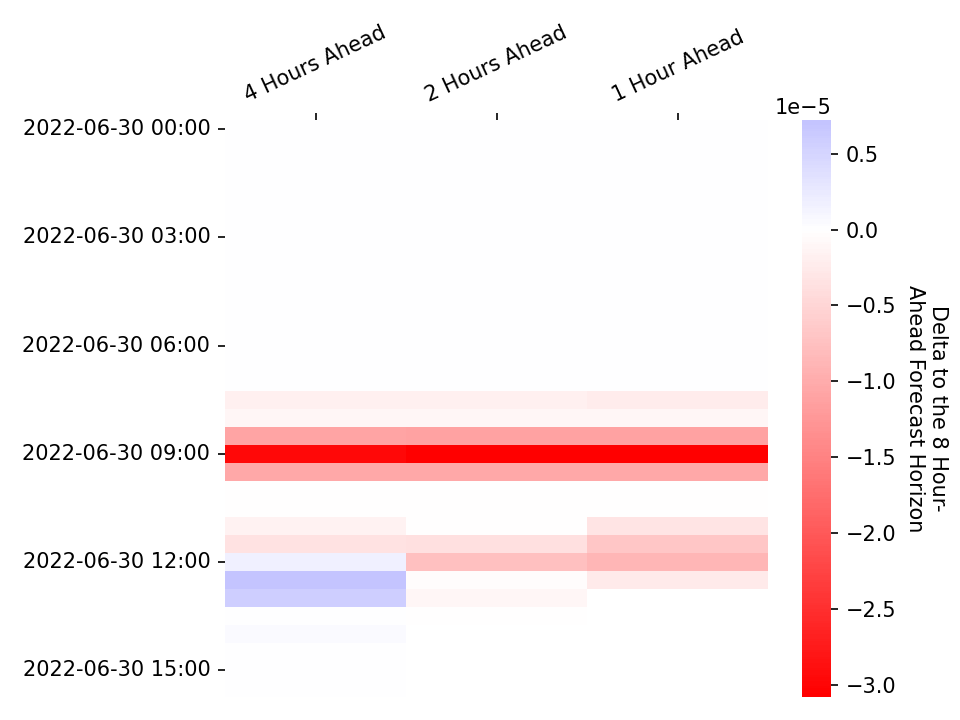 4 Hours Ahead
2 Hours Ahead
1 Hour Ahead
2022-06-30 00:00
2022-06-30 03:00
2022-06-30 06:00
2022-06-30 09:00
2022-06-30 12:00
2022-06-30 15:00
1e−5
0.5
0.0
−0.5
−1.0
−1.5
−2.0
−2.5
−3.0
Delta to the 8 Hour-
Ahead Forecast Horizon